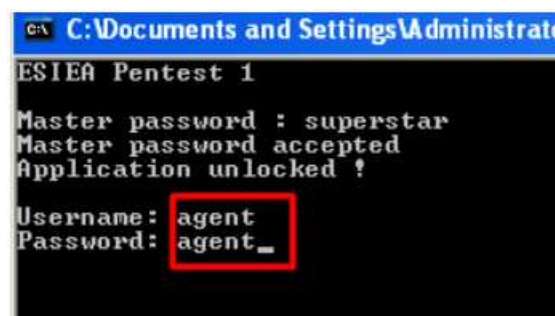 C:\Documents and Settings\Administrat
ESIEA Pentest 1
Master password : superstar
Master password accepted
Application unlocked !
Username: agent
Password: agent_